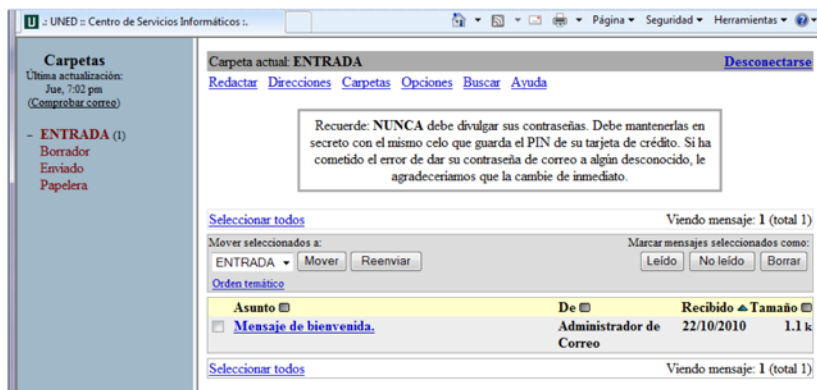 .: UNED :: Centro de Servicios Informáticos :.
Página Seguridad Herramientas
Carpetas
Última actualización:
Jue, 7:02 pm
(Comprobar correo)
- ENTRADA (1)
Borrador
Enviado
Papelera
Carpeta actual: ENTRADA Desconectarse
Redactar Direcciones Carpetas Opciones Buscar Ayuda
Recuerde: NUNCA debe divulgar sus contraseñas. Debe mantenerlas en
secreto con el mismo celo que guarda el PIN de su tarjeta de crédito. Si ha
cometido el error de dar su contraseña de correo a algún desconocido, le
agradeceriamos que la cambie de inmediato.
Seleccionar todos Viendo mensaje: 1 (total 1)
Mover seleccionados a: Marcar mensajes seleccionados como:
ENTRADA Mover Reenviar Leído No leído Borrar
Orden temático
Asunto De Recibido Tamaño
Mensaje de bienvenida. Administrador de 22/10/2010 1.1 k
Correo
Seleccionar todos Viendo mensaje: 1 (total 1)